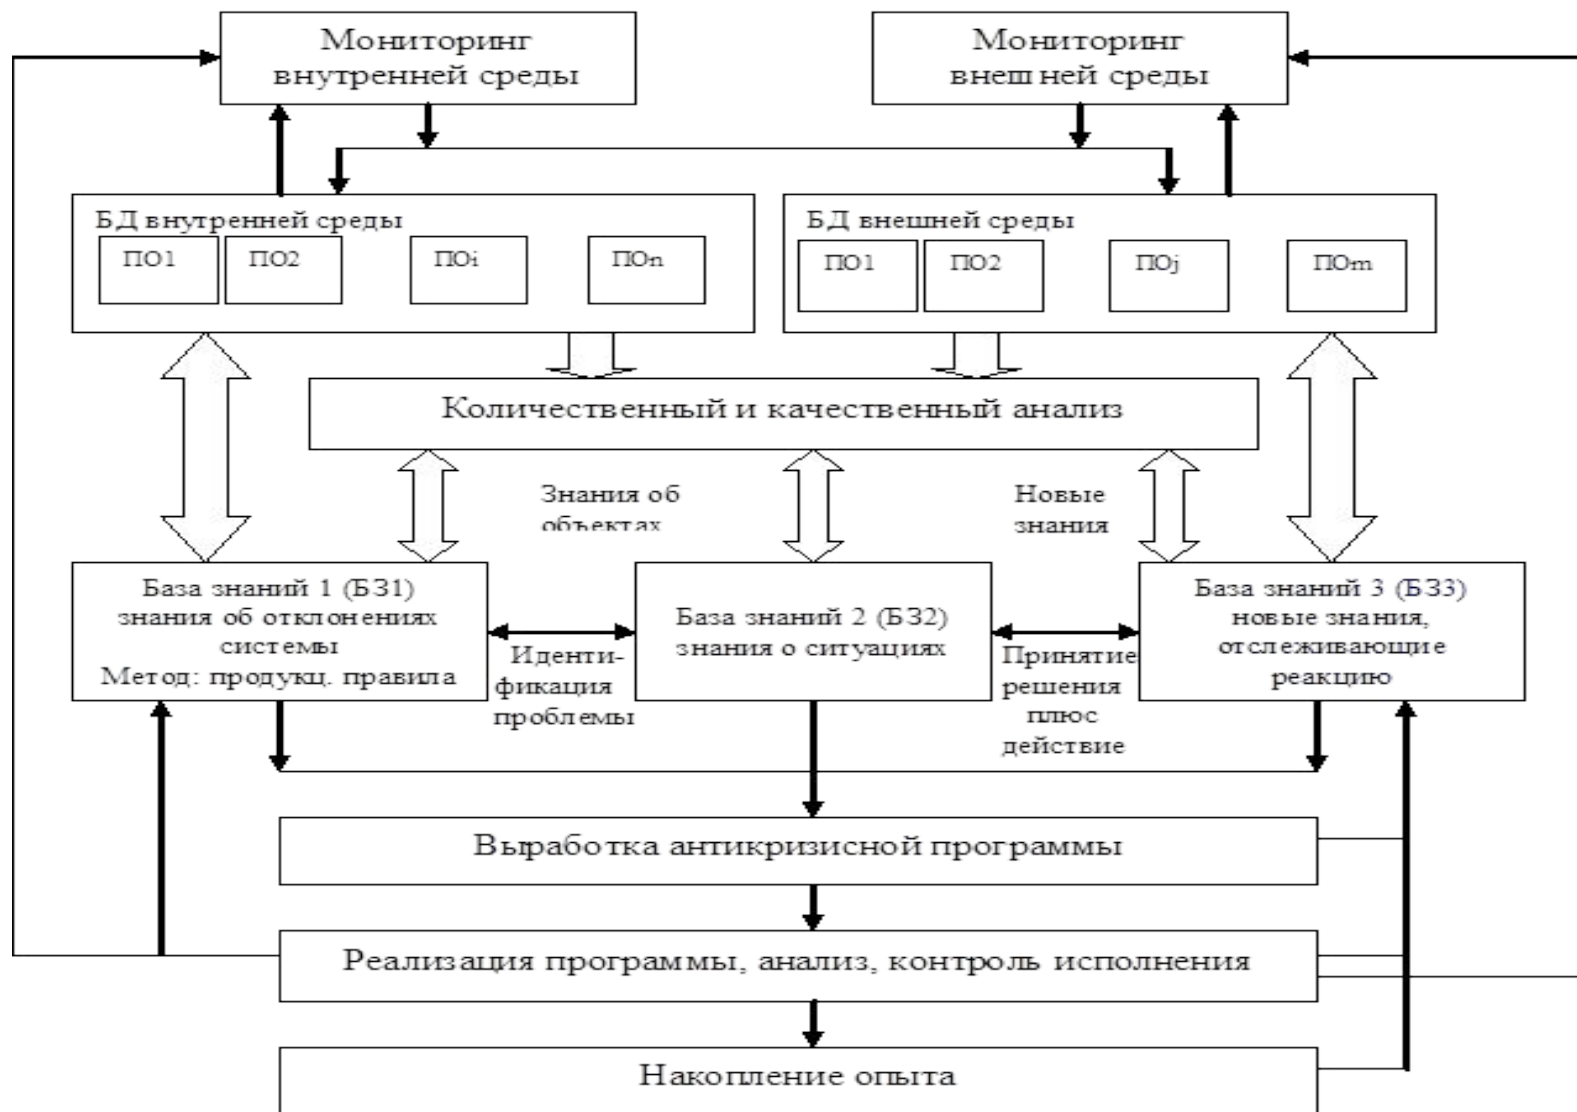 Мониторинг
внутренней среды
Мониторинг
внешней среды
БД внутренней среды
ПО1
ПО2
ПОi
ПОn
БД внешней среды
ПО1
ПО2
ПОj
ПОm
Количественный и качественный анализ
Знания об
объектах
Новые
знания
База знаний 1 (БЗ1)
знания об отклонениях
системы
Метод: продукц. правила
Иденти-
фикация
проблемы
База знаний 2 (БЗ2)
знания о ситуациях
Принятие
решения
плюс
действие
База знаний 3 (БЗ3)
новые знания,
отслеживающие
реакцию
Выработка антикризисной программы
Реализация программы, анализ, контроль исполнения
Накопление опыта